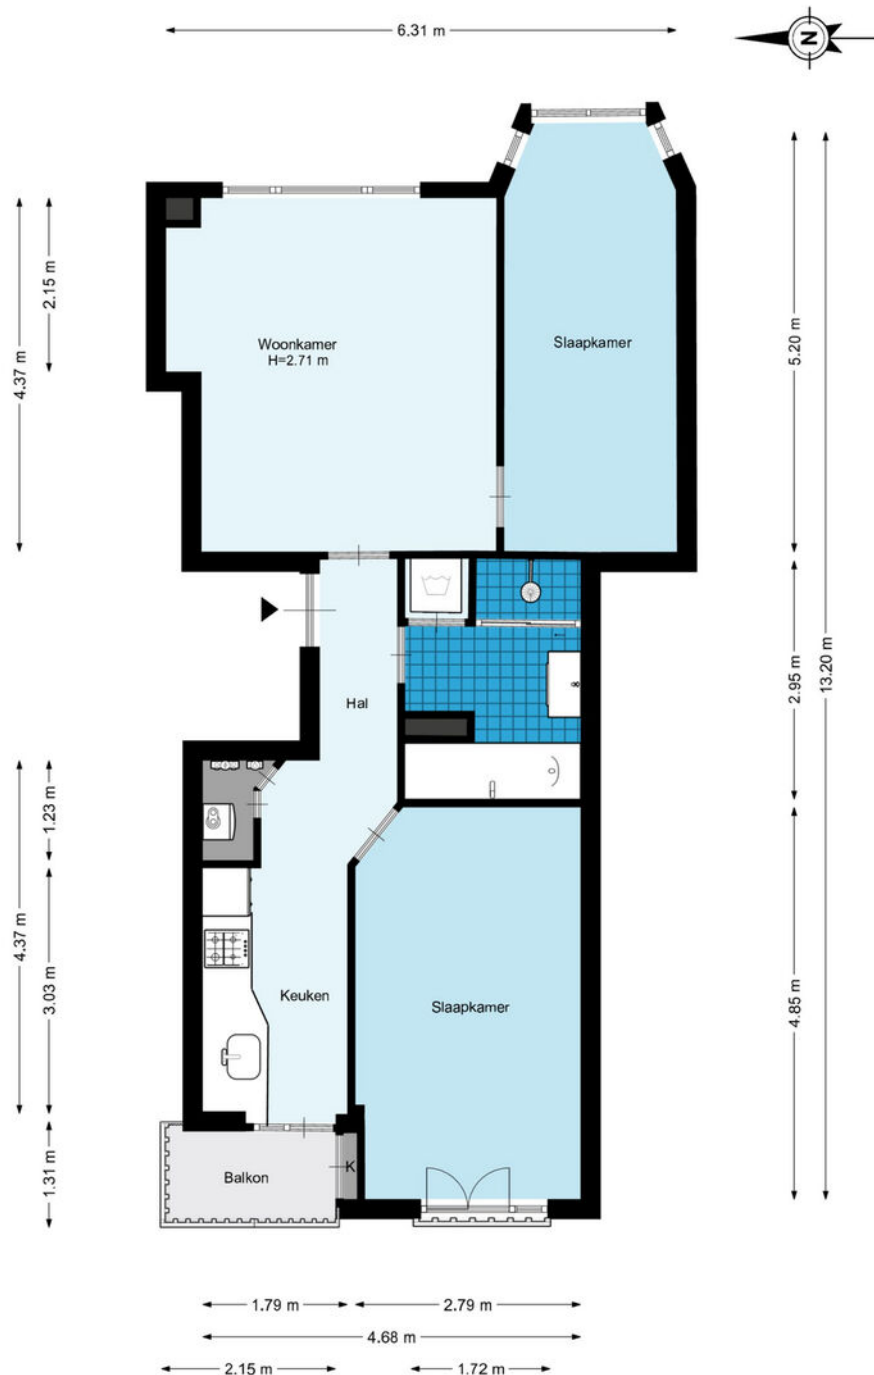 6.31 m
N
Woonkamer
H=2.71 m
Slaapkamer
4.37 m
2.15 m
5.20 m
13.20 m
2.95 m
Hal
1.23 m
4.37 m
3.03 m
Keuken
Slaapkamer
4.85 m
1.31 m
Balkon
K
1.79 m
2.79 m
4.68 m
2.15 m
1.72 m